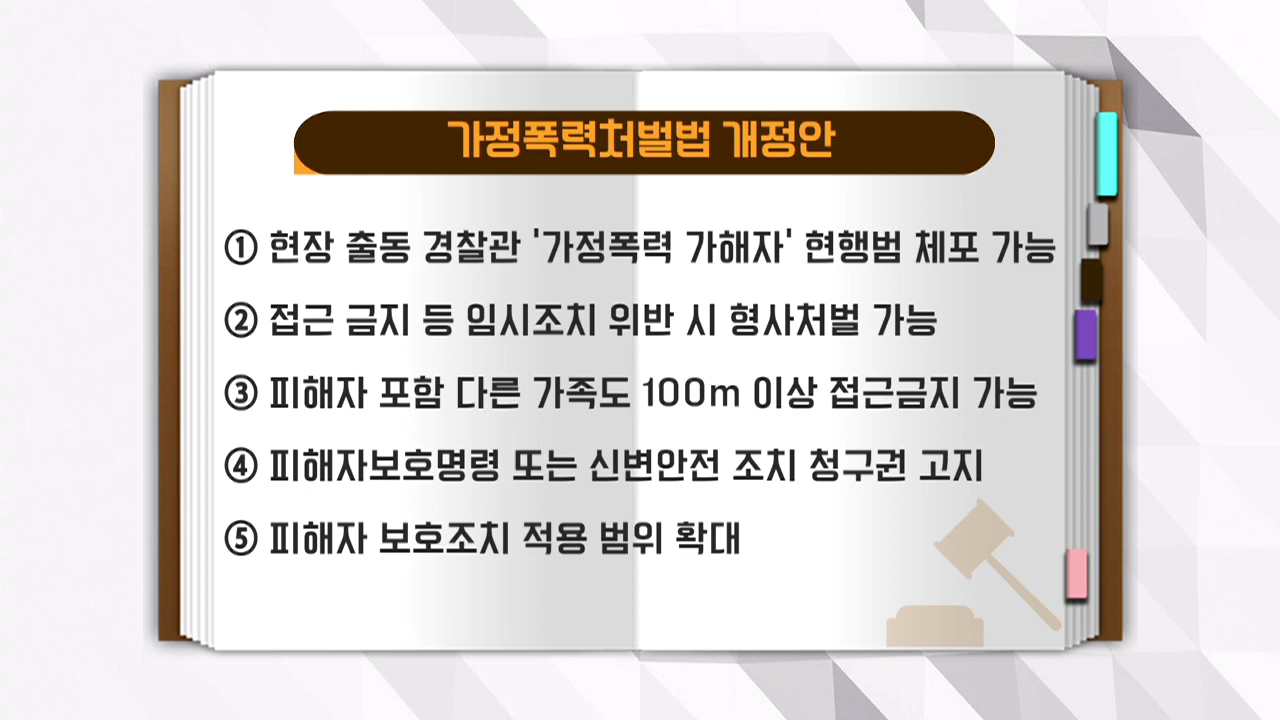 가정폭력처벌법 개정안
① 현장 출동 경찰관 '가정폭력 가해자' 현행범 체포 가능
② 접근 금지 등 임시조치 위반 시 형사처벌 가능
③ 피해자 포함 다른 가족도 100m 이상 접근금지 가능
④ 피해자보호명령 또는 신변안전 조치 청구권 고지
⑤ 피해자 보호조치 적용 범위 확대